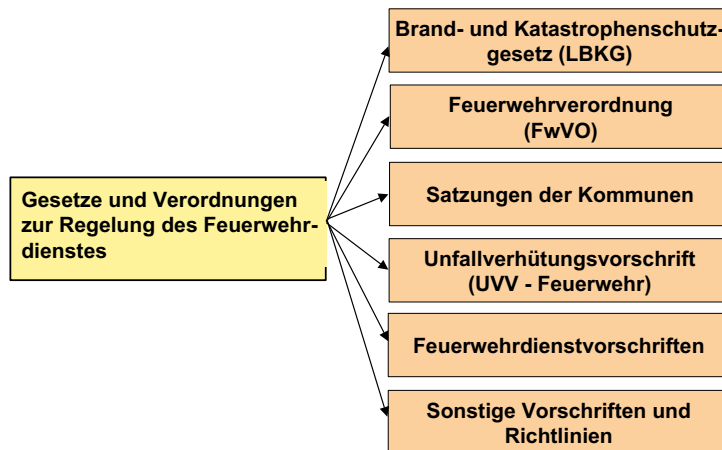 Brand- und Katastrophenschutz-
gesetz (LBKG)
Feuerwehrverordnung
(FwVO)
Gesetze und Verordnungen
zur Regelung des Feuerwehr-
dienstes
Satzungen der Kommunen
Unfallverhütungsvorschrift
(UVV - Feuerwehr)
Feuerwehrdienstvorschriften
Sonstige Vorschriften und
Richtlinien